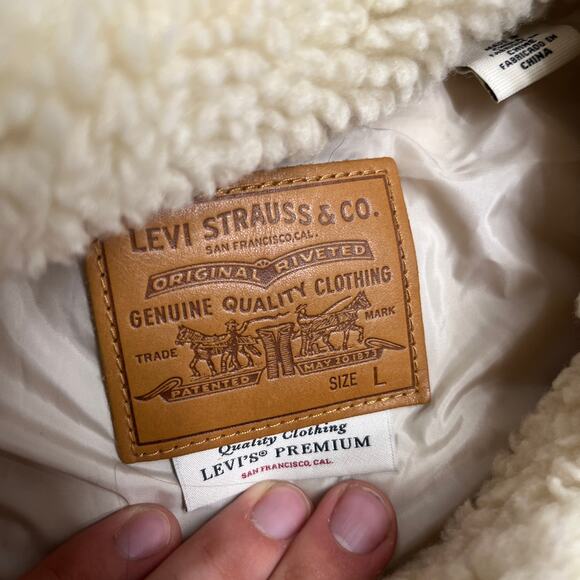 CHINE
FABRICADO EN
CHINA
LEVI STRAUSS & CO.
SAN FRANCISCO, CAL.
ORIGINAL RIVETED
GENUINE QUALITY CLOTHING
TRADE MARK
PATENTED MAY 20 1873
SIZE L
Quality Clothing
LEVI'S® PREMIUM
SAN FRANCISCO, CAL.